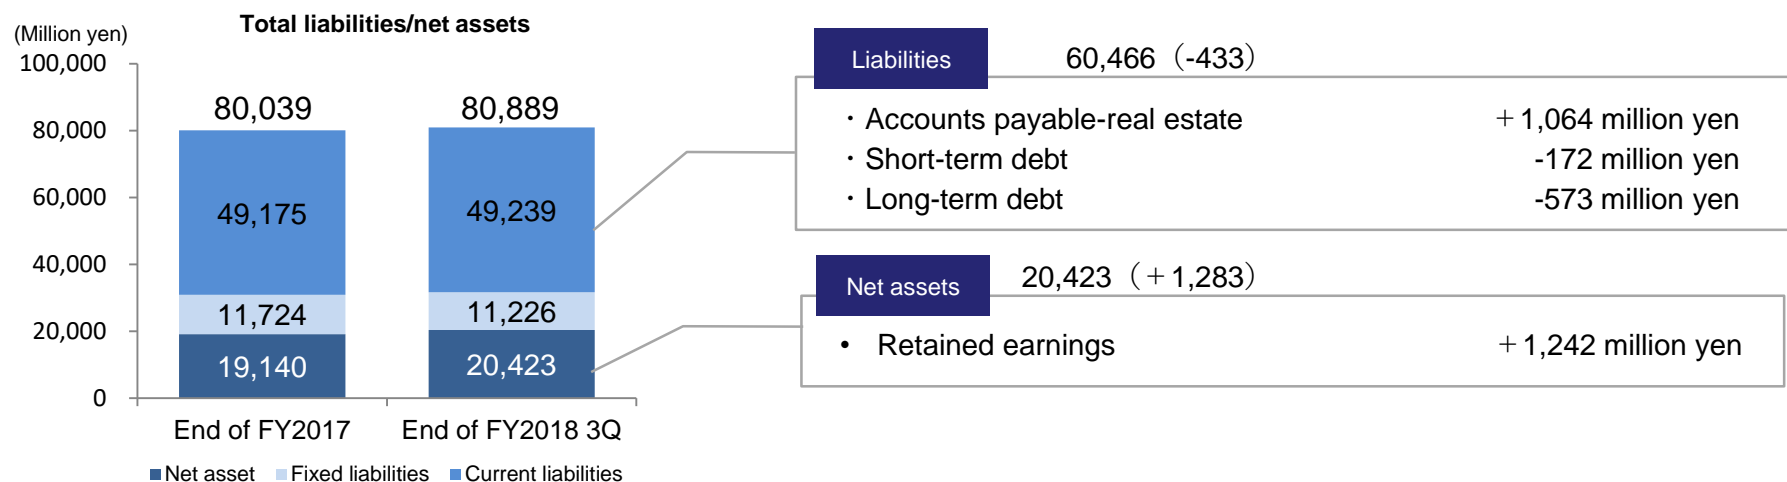 Total liabilities/net assets
(Million yen)
100,000
80,000
60,000
40,000
20,000
0
80,039
80,889
49,175
49,239
11,724
11,226
19,140
20,423
End of FY2017
End of FY2018 3Q
Net asset Fixed liabilities Current liabilities
Liabilities 60,466（-433）
・Accounts payable-real estate ＋1,064 million yen
・Short-term debt -172 million yen
・Long-term debt -573 million yen
Net assets 20,423（＋1,283）
• Retained earnings ＋1,242 million yen